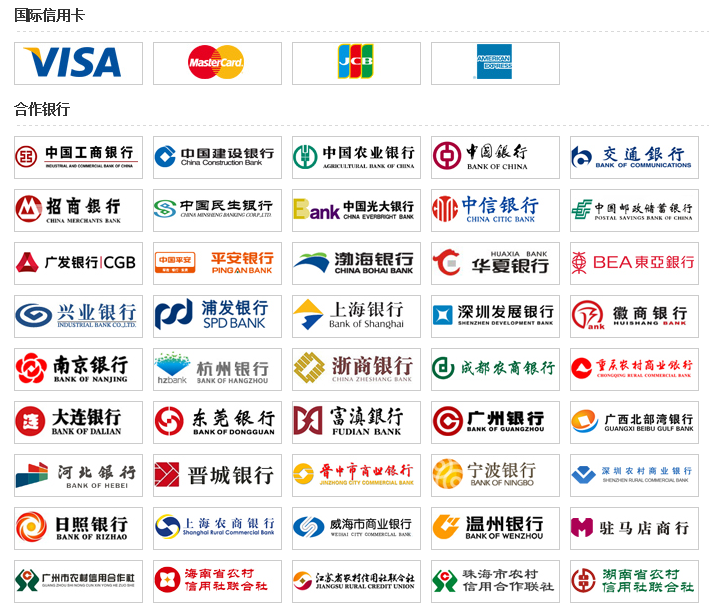 国际信用卡
VISA
MasterCard
JCB
AMERICAN
EXPRESS
合作银行
中国工商银行
INDUSTRIAL AND COMMERCIAL BANK OF CHINA
中国建设银行
China Construction Bank
中国农业银行
AGRICULTURAL BANK OF CHINA
中国银行
BANK OF CHINA
交通银行
BANK OF COMMUNICATIONS
招商银行
CHINA MERCHANTS BANK
中国民生银行
CHINA MINSHENG BANKING CORP.,LTD.
Bank 中国光大银行
CHINA EVERBRIGHT BANK
中信银行
CHINA CITIC BANK
中国邮政储蓄银行
POSTAL SAVINGS BANK OF CHINA
广发银行|CGB
中国平安
平安银行
PINGAN BANK
渤海银行
CHINA BOHAI BANK
HUAXIA BANK
华夏银行
BEA東亞銀行
兴业银行
INDUSTRIAL BANK CO.,LTD.
浦发银行
SPD BANK
上海银行
Bank of Shanghai
深圳发展银行
SHENZHEN DEVELOPMENT BANK
ank
徽商银行
HUISHANG BANK
南京银行
BANK OF NANJING
hzbank
杭州银行
BANK OF HANGZHOU
浙商银行
CHINA ZHESHANG BANK
成都农商银行
重庆农村商业银行
CHONGQING RURAL COMMERCIAL BANK
大连银行
BANK OF DALIAN
东莞银行
BANK OF DONGGUAN
富滇銀行
FUDIAN BANK
广州银行
BANK OF GUANGZHOU
广西北部湾银行
GUANGXI BEIBU GULF BANK
河北银行
BANK OF HEBEI
晋城银行
晋中市商业银行
JINZHONG CITY COMMERCIAL BANK
宁波银行
BANK OF NINGBO
深圳农村商业银行
SHENZHEN RURAL COMMERCIAL BANK
日照银行
BANK OF RIZHAO
上海农商银行
Shanghai Rural Commercial Bank
威海市商业银行
WEIHAI CITY COMMERCIAL BANK
温州银行
BANK OF WENZHOU
驻马店商行
广州市农村信用合作社
海南省农村
信用社联合社
江苏省农村信用社联合社
JIANGSU RURAL CREDIT UNION
珠海市农村
信用合作联社
湖南省农村
信用社联合社